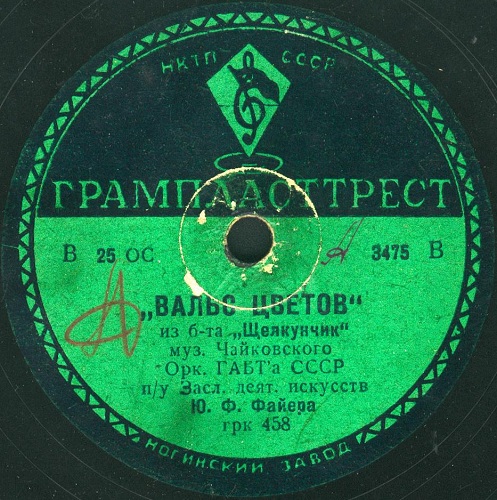 НКТП СССР
ГРАМПЛАСТТРЕСТ
В 25 ОС А 3475 В
А
„ВАЛЬС ЦВЕТОВ“
из б-та „Щелкунчик“
муз. Чайковского
Орк. ГАБТ'а СССР
п/у Засл. деят. искусств
Ю. Ф. Файера
грк 458
НОГИНСКИЙ ЗАВОД